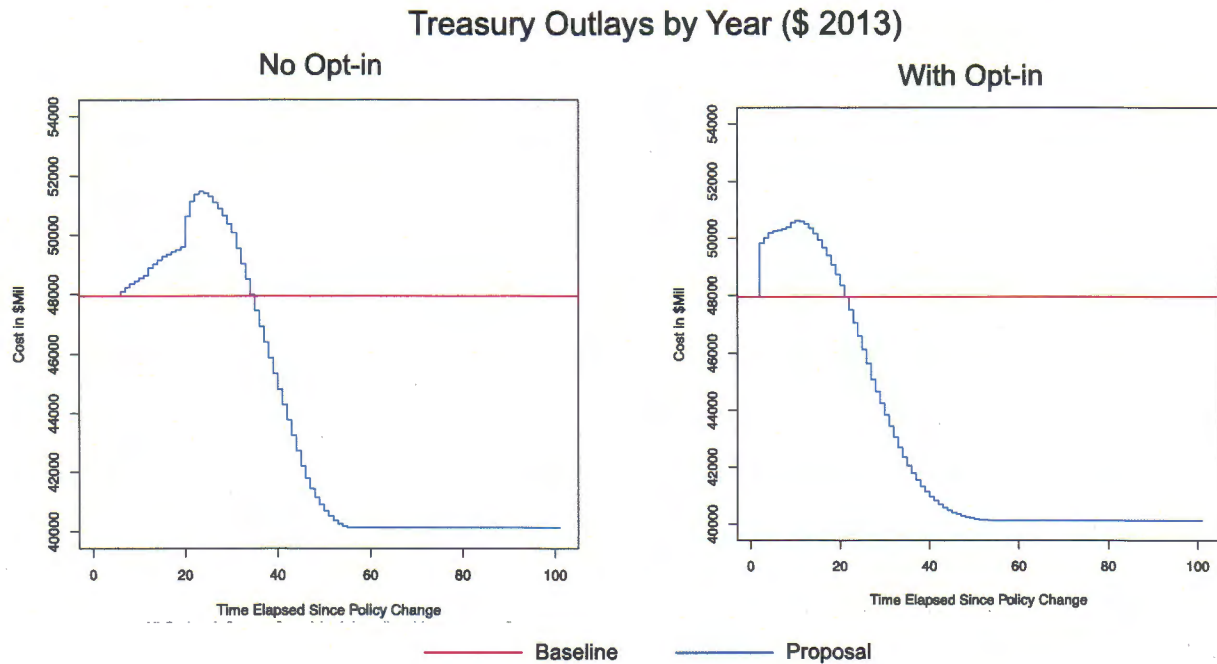 Treasury Outlays by Year ($ 2013)
No Opt-in
With Opt-in
Cost in $Mil
54000
52000
50000
48000
46000
44000
42000
40000
0 20 40 60 80 100
Time Elapsed Since Policy Change
Cost in $Mil
54000
52000
50000
48000
46000
44000
42000
40000
0 20 40 60 80 100
Time Elapsed Since Policy Change
Baseline
Proposal